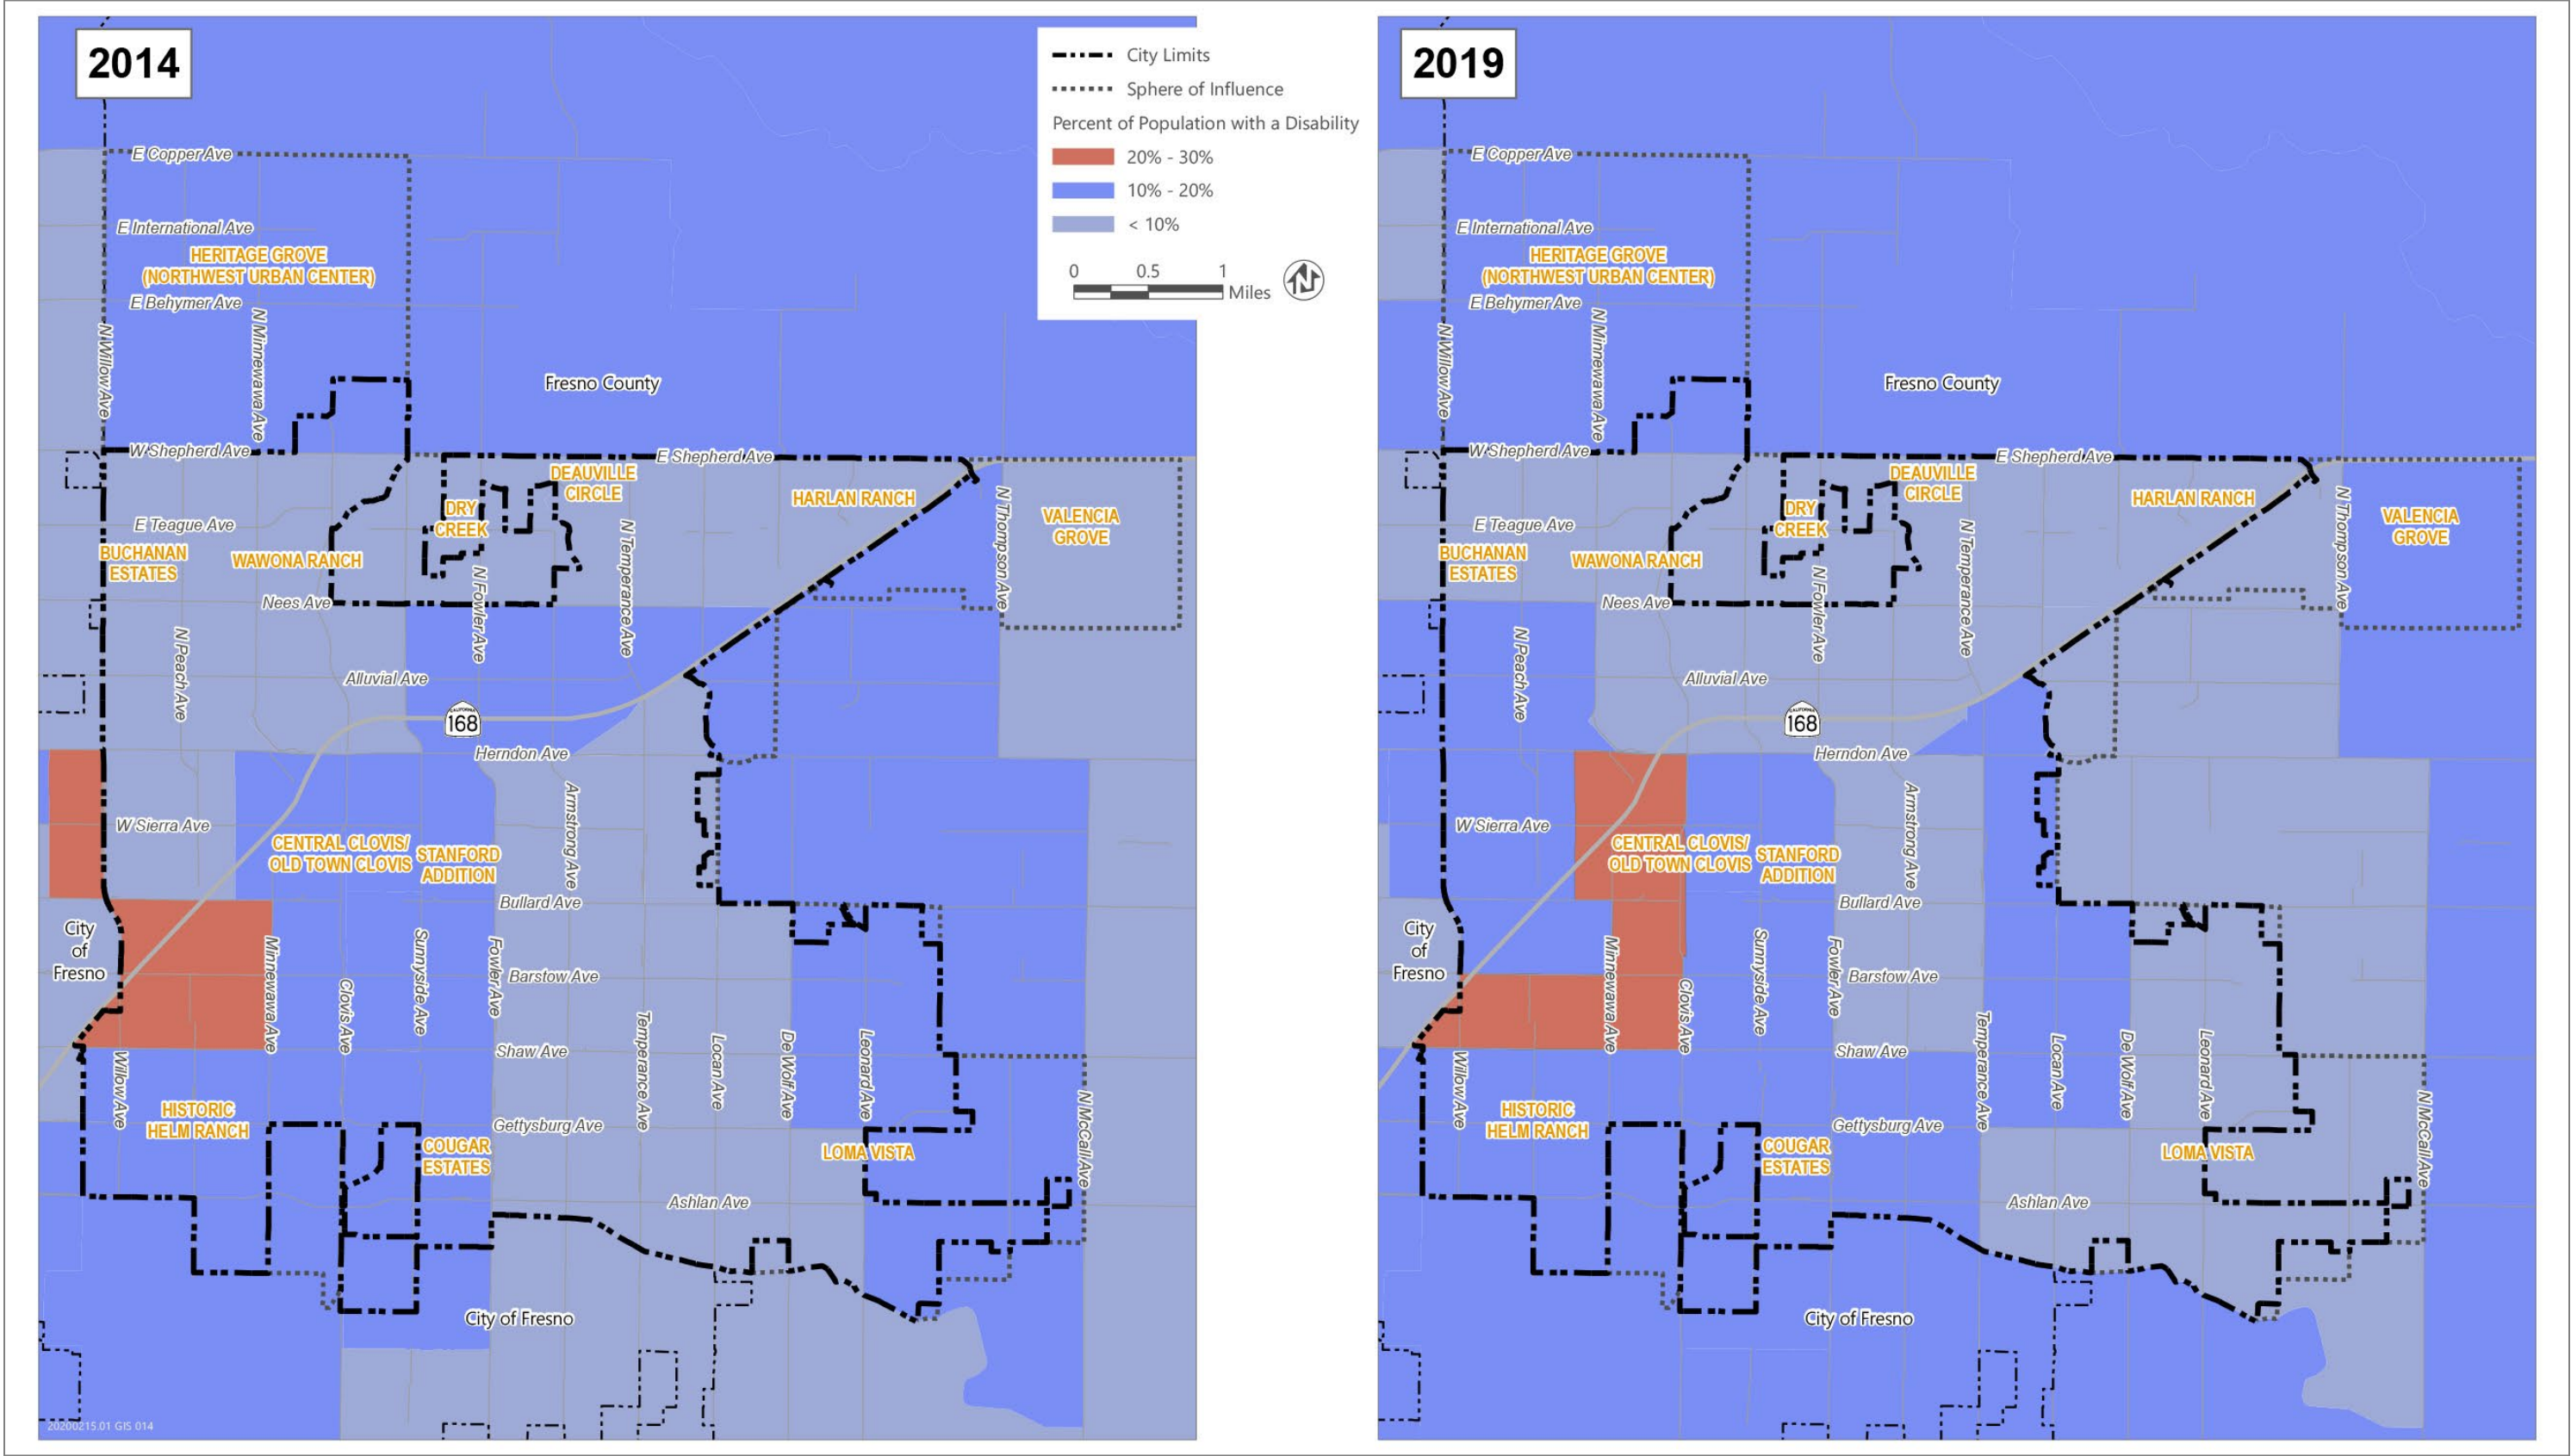 2014
City Limits
Sphere of Influence
Percent of Population with a Disability
20% - 30%
10% - 20%
< 10%
0 0.5 1
Miles
N
E Copper Ave
E International Ave
HERITAGE GROVE
(NORTHWEST URBAN CENTER)
E Behymer Ave
N Willow Ave
N Minnewawa Ave
Fresno County
W Shepherd Ave
E Shepherd Ave
DEAUVILLE
CIRCLE
HARLAN RANCH
DRY
CREEK
N Thompson Ave
VALENCIA
GROVE
E Teague Ave
BUCHANAN
ESTATES
WAWONA RANCH
N Temperance Ave
Nees Ave
N Fowler Ave
N Peach Ave
Alluvial Ave
CALIFORNIA
168
Herndon Ave
Armstrong Ave
W Sierra Ave
CENTRAL CLOVIS/
OLD TOWN CLOVIS
STANFORD
ADDITION
Bullard Ave
City
of
Fresno
Minnewawa Ave
Clovis Ave
Sunnyside Ave
Fowler Ave
Barstow Ave
Shaw Ave
Temperance Ave
Locan Ave
De Wolf Ave
Leonard Ave
Willow Ave
HISTORIC
HELM RANCH
Gettysburg Ave
COUGAR
ESTATES
LOMA VISTA
N McCall Ave
Ashlan Ave
City of Fresno
20200215.01 GIS 014
2019
E Copper Ave
E International Ave
HERITAGE GROVE
(NORTHWEST URBAN CENTER)
E Behymer Ave
N Willow Ave
N Minnewawa Ave
Fresno County
W Shepherd Ave
E Shepherd Ave
DEAUVILLE
CIRCLE
HARLAN RANCH
DRY
CREEK
N Thompson Ave
VALENCIA
GROVE
E Teague Ave
BUCHANAN
ESTATES
WAWONA RANCH
N Temperance Ave
Nees Ave
N Fowler Ave
N Peach Ave
Alluvial Ave
CALIFORNIA
168
Herndon Ave
Armstrong Ave
W Sierra Ave
CENTRAL CLOVIS/
OLD TOWN CLOVIS
STANFORD
ADDITION
Bullard Ave
City
of
Fresno
Minnewawa Ave
Clovis Ave
Sunnyside Ave
Fowler Ave
Barstow Ave
Shaw Ave
Temperance Ave
Locan Ave
De Wolf Ave
Leonard Ave
Willow Ave
HISTORIC
HELM RANCH
Gettysburg Ave
COUGAR
ESTATES
LOMA VISTA
N McCall Ave
Ashlan Ave
City of Fresno